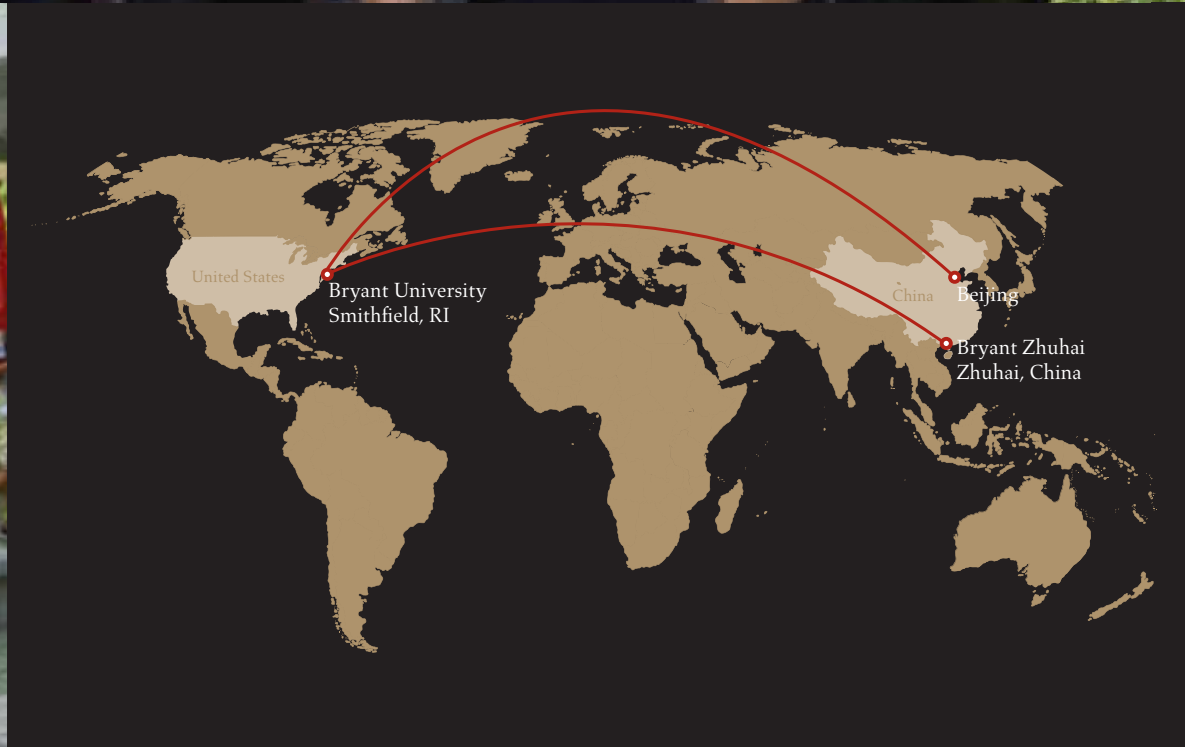 United States
Bryant University
Smithfield, RI
China
Beijing
Bryant Zhuhai
Zhuhai, China